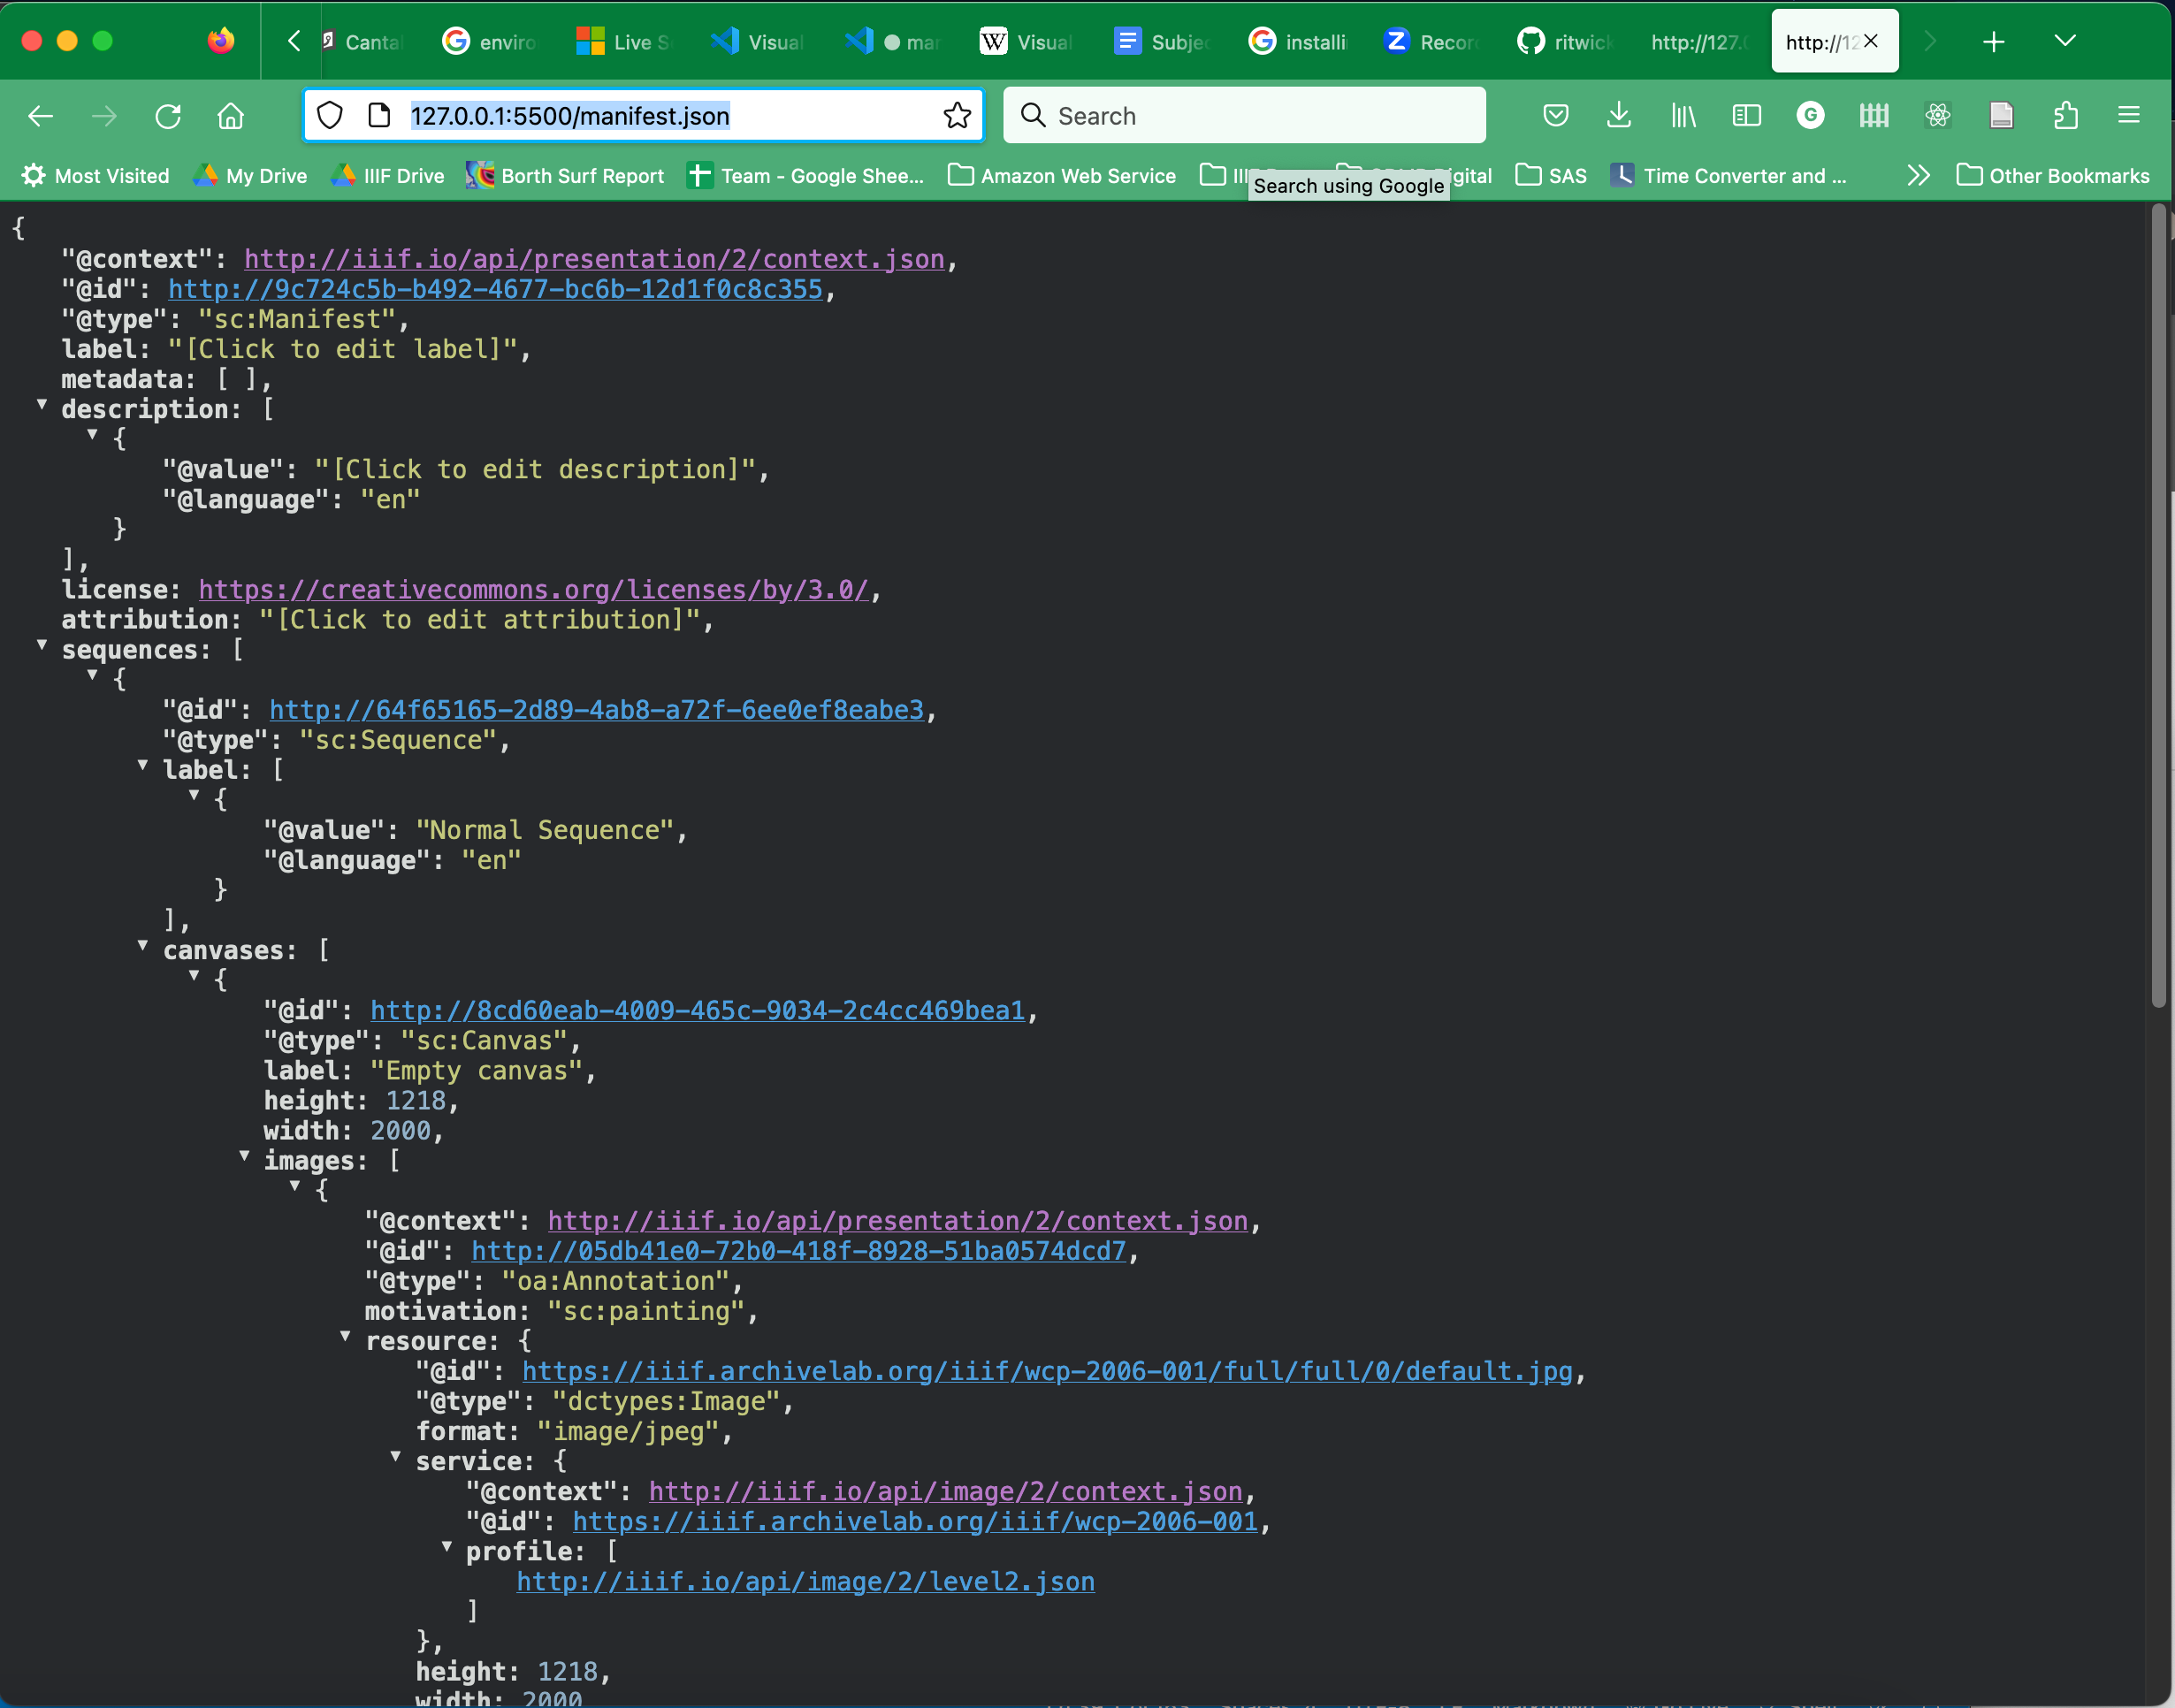 Canta
enviro
Live S
Visual
mar
Visual
Subje
installi
Recor
ritwick
http://127.
http://12
127.0.0.1:5500/manifest.json
Search
Most Visited
My Drive
IIIF Drive
Borth Surf Report
Team - Google Shee...
Amazon Web Service
gital
SAS
Time Converter and ...
Other Bookmarks
Search using Google
{
"@context": http://iiif.io/api/presentation/2/context.json,
"@id": http://9c724c5b-b492-4677-bc6b-12d1f0c8c355,
"@type": "sc:Manifest",
label: "[Click to edit label]",
metadata: [ ],
description: [
{
"@value": "[Click to edit description]",
"@language": "en"
}
],
license: https://creativecommons.org/licenses/by/3.0/,
attribution: "[Click to edit attribution]",
sequences: [
{
"@id": http://64f65165-2d89-4ab8-a72f-6ee0ef8eabe3,
"@type": "sc:Sequence",
label: [
{
"@value": "Normal Sequence",
"@language": "en"
}
],
canvases: [
{
"@id": http://8cd60eab-4009-465c-9034-2c4cc469bea1,
"@type": "sc:Canvas",
label: "Empty canvas",
height: 1218,
width: 2000,
images: [
{
"@context": http://iiif.io/api/presentation/2/context.json,
"@id": http://05db41e0-72b0-418f-8928-51ba0574dcd7,
"@type": "oa:Annotation",
motivation: "sc:painting",
resource: {
"@id": https://iiif.archivelab.org/iiif/wcp-2006-001/full/full/0/default.jpg,
"@type": "dctypes:Image",
format: "image/jpeg",
service: {
"@context": http://iiif.io/api/image/2/context.json,
"@id": https://iiif.archivelab.org/iiif/wcp-2006-001,
profile: [
http://iiif.io/api/image/2/level2.json
]
},
height: 1218,
width: 2000